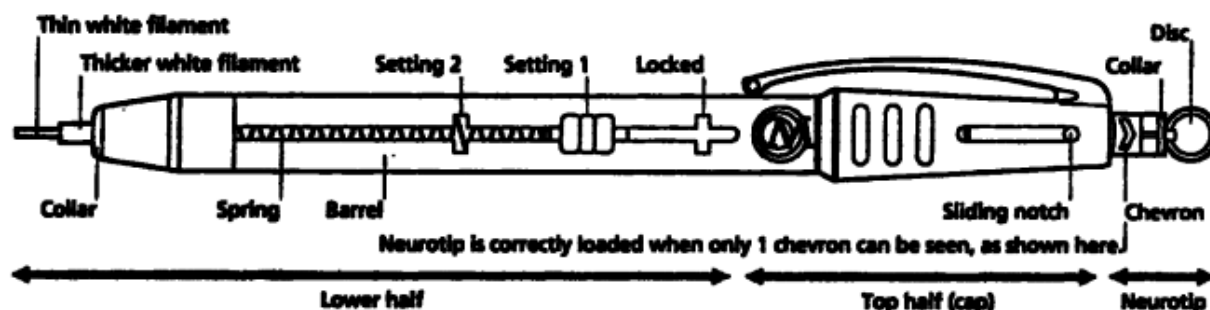 Thin white filament
Disc
Thicker white filament
Setting 2
Setting 1
Locked
Collar
Collar
Spring
Barrel
Sliding notch
Chevron
Neurotip is correctly loaded when only 1 chevron can be seen, as shown here
Lower half
Top half (cap)
Neurotip